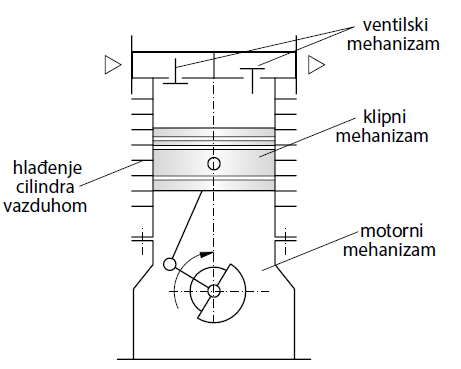 ventilski
mehanizam
klipni
mehanizam
hlađenje
cilindra
vazduhom
motorni
mehanizam